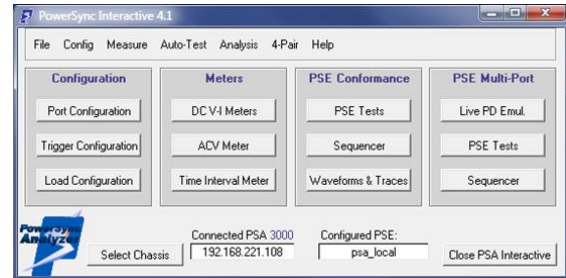 PowerSync Interactive 4.1
File Config Measure Auto-Test Analysis 4-Pair Help
Configuration Meters PSE Conformance PSE Multi-Port
Port Configuration DC V-I Meters PSE Tests Live PD Emul.
Trigger Configuration ACV Meter Sequencer PSE Tests
Load Configuration Time Interval Meter Waveforms & Traces Sequencer
PowerSync
Analyzer
Connected PSA 3000 Configured PSE:
Select Chassis 192.168.221.108 psa_local Close PSA Interactive